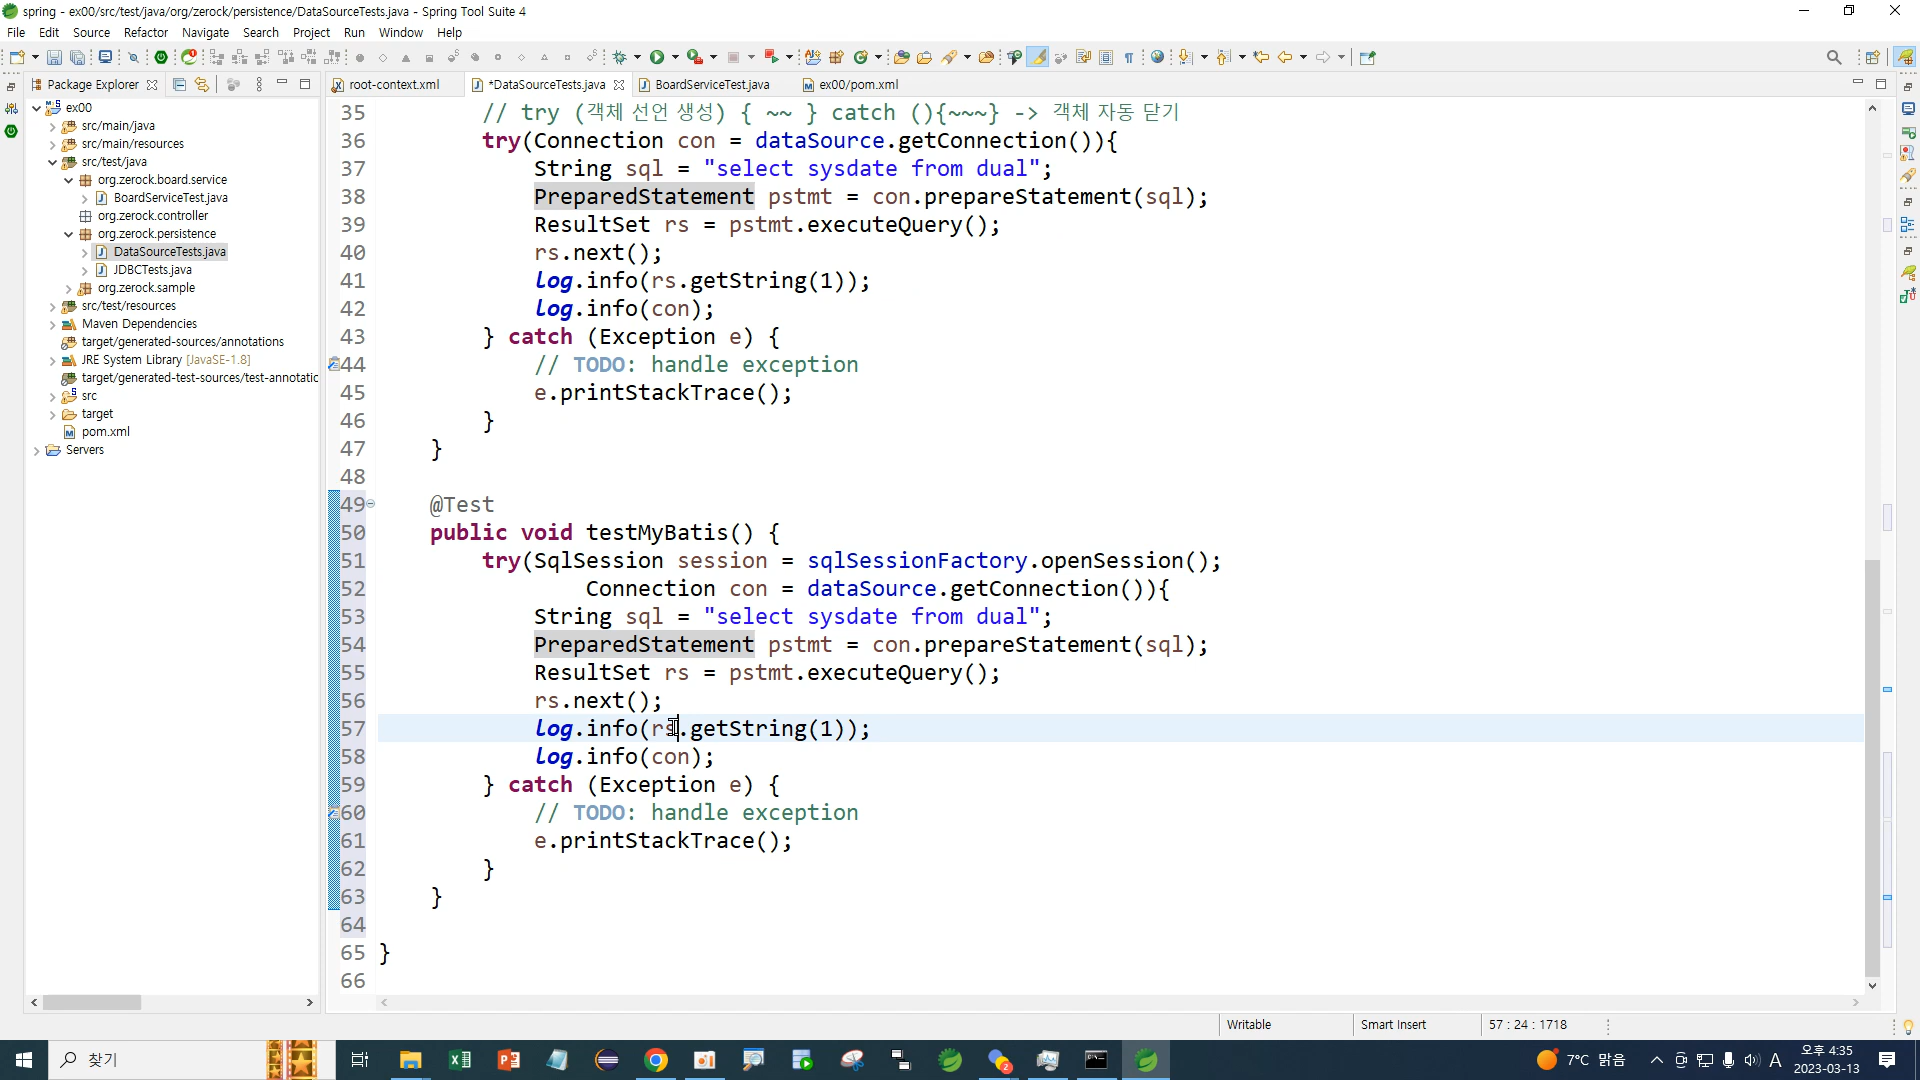 spring - ex00/src/test/java/org/zerock/persistence/DataSourceTests.java - Spring Tool Suite 4
File Edit Source Refactor Navigate Search Project Run Window Help
Package Explorer
root-context.xml
*DataSourceTests.java
BoardServiceTest.java
ex00/pom.xml
ex00
src/main/java
src/main/resources
src/test/java
org.zerock.board.service
BoardServiceTest.java
org.zerock.controller
org.zerock.persistence
DataSourceTests.java
JDBCTests.java
org.zerock.sample
src/test/resources
Maven Dependencies
target/generated-sources/annotations
JRE System Library [JavaSE-1.8]
target/generated-test-sources/test-annotatic
src
target
pom.xml
Servers
35 // try (객체 선언 생성) { ~~ } catch (){~~~} -> 객체 자동 닫기
36 try(Connection con = dataSource.getConnection()){
37 String sql = "select sysdate from dual";
38 PreparedStatement pstmt = con.prepareStatement(sql);
39 ResultSet rs = pstmt.executeQuery();
40 rs.next();
41 log.info(rs.getString(1));
42 log.info(con);
43 } catch (Exception e) {
44 // TODO: handle exception
45 e.printStackTrace();
46 }
47 }
48
49 @Test
50 public void testMyBatis() {
51 try(SqlSession session = sqlSessionFactory.openSession();
52 Connection con = dataSource.getConnection()){
53 String sql = "select sysdate from dual";
54 PreparedStatement pstmt = con.prepareStatement(sql);
55 ResultSet rs = pstmt.executeQuery();
56 rs.next();
57 log.info(rs.getString(1));
58 log.info(con);
59 } catch (Exception e) {
60 // TODO: handle exception
61 e.printStackTrace();
62 }
63 }
64
65 }
66
Writable Smart Insert 57 : 24 : 1718
찾기
7°C 맑음
A
오후 4:35
2023-03-13